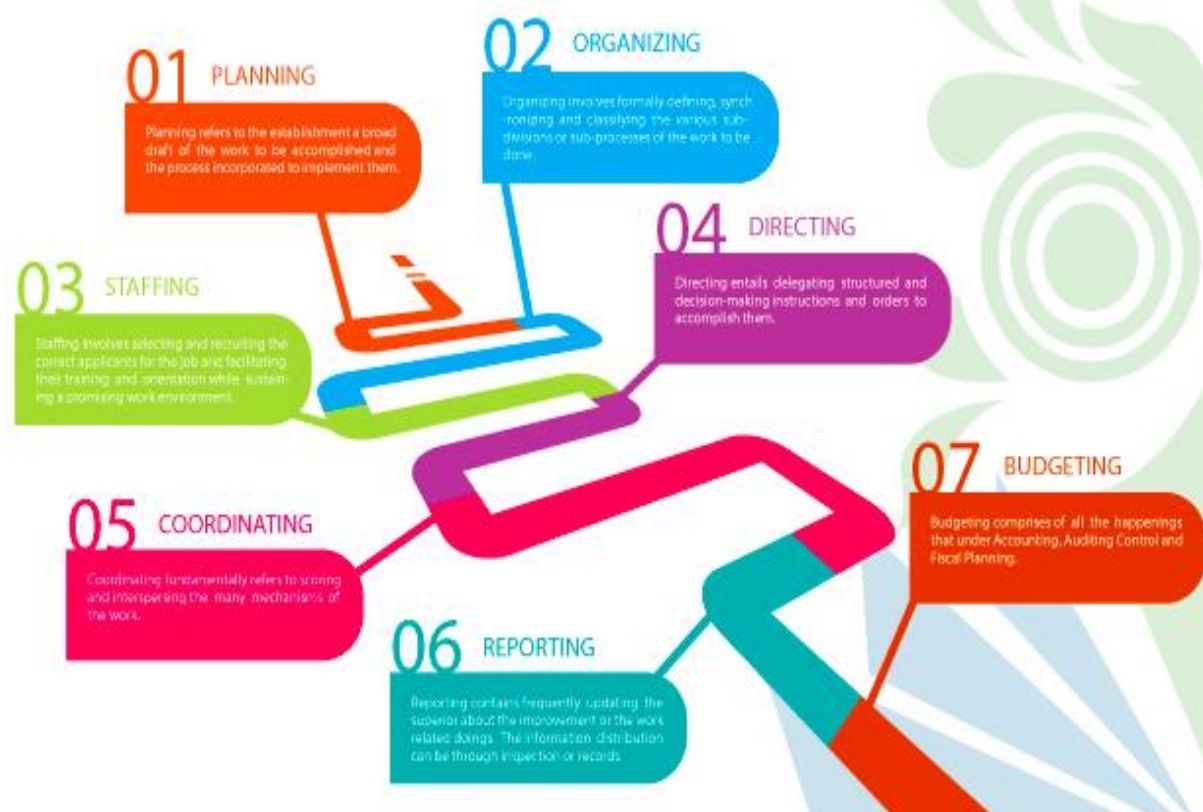 01 PLANNING
Planning refers to the establishment a broad
draft of the work to be accomplished and
the process incorporated to implement them.
02 ORGANIZING
Organizing involves formally defining, synch
-ronizing and classifying the various sub-
divisions or sub-processes of the work to be
done.
03 STAFFING
Staffing involves selecting and recruiting the
correct applicants for the job and facilitating
their training and orientation while sustain-
ing a promising work environment.
04 DIRECTING
Directing entails delegating structured and
decision-making instructions and orders to
accomplish them.
05 COORDINATING
Coordinating fundamentally refers to scoring
and interspersing the many mechanisms of
the work.
06 REPORTING
Reporting contains frequently updating the
superior about the improvement or the work
related doings. The information distribution
can be through inspection or records.
07 BUDGETING
Budgeting comprises of all the happenings
that under Accounting, Auditing Control and
Fiscal Planning.